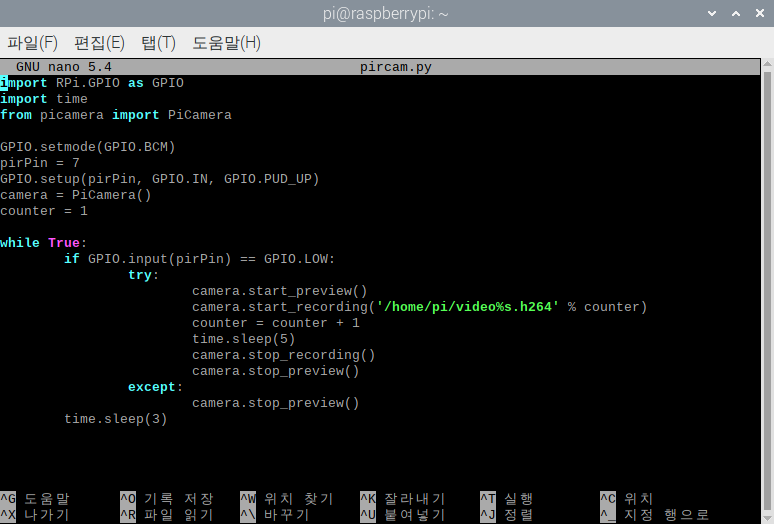 pi@raspberrypi: ~
파일(F) 편집(E) 탭(T) 도움말(H)
GNU nano 5.4 pircam.py
import RPi.GPIO as GPIO
import time
from picamera import PiCamera
GPIO.setmode(GPIO.BCM)
pirPin = 7
GPIO.setup(pirPin, GPIO.IN, GPIO.PUD_UP)
camera = PiCamera()
counter = 1
while True:
        if GPIO.input(pirPin) == GPIO.LOW:
                try:
                        camera.start_preview()
                        camera.start_recording('/home/pi/video%s.h264' % counter)
                        counter = counter + 1
                        time.sleep(5)
                        camera.stop_recording()
                        camera.stop_preview()
                except:
                        camera.stop_preview()
        time.sleep(3)
^G 도움말 ^O 기록 저장 ^W 위치 찾기 ^K 잘라내기 ^T 실행 ^C 위치
^X 나가기 ^R 파일 읽기 ^\ 바꾸기 ^U 붙여넣기 ^J 정렬 ^_ 지정 행으로